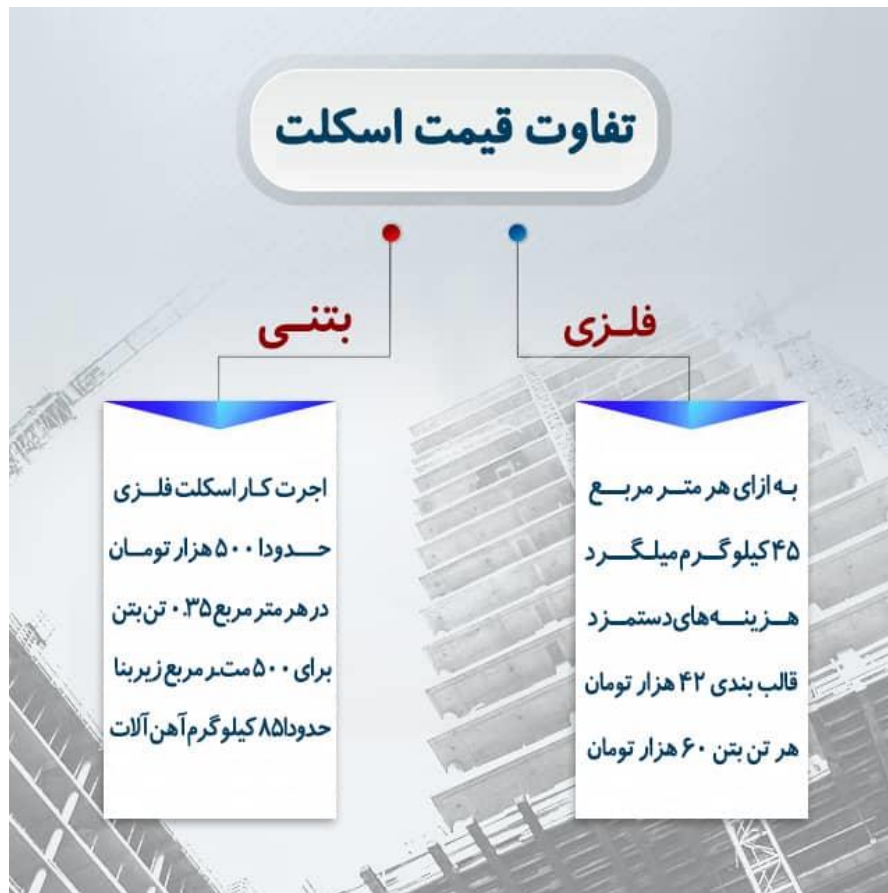 تفاوت قیمت اسکلت
فلزی
به ازای هر متر مربع
۴۵ کیلوگرم میلگرد
هزینه‌های دستمزد
قالب بندی ۴۲ هزار تومان
هر تن بتن ۶۰ هزار تومان
بتنی
اجرت کار اسکلت فلزی
حدودا ۵۰۰ هزار تومان
در هر متر مربع ۰.۳۵ تن بتن
برای ۵۰۰ متر مربع زیربنا
حدودا ۸۵ کیلوگرم آهن آلات